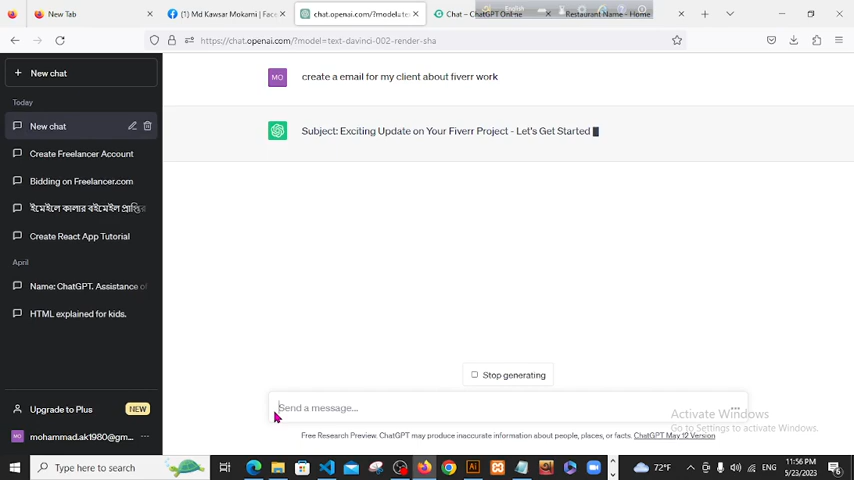 New Tab
(1) Md Kawsar Mokami | Face
chat.openai.com/?model=tex
Chat – ChatGPT Online
English
Restaurant Name - Home
https://chat.openai.com/?model=text-davinci-002-render-sha
New chat
MO
create a email for my client about fiverr work
Today
New chat
Subject: Exciting Update on Your Fiverr Project - Let's Get Started
Create Freelancer Account
Bidding on Freelancer.com
ইমেইলে কালার
Create React App Tutorial
April
Name: ChatGPT. Assistance of
HTML explained for kids.
Stop generating
Send a message...
Activate Windows
Go to Settings to activate Windows.
Upgrade to Plus
NEW
Free Research Preview. ChatGPT may produce inaccurate information about people, places, or facts. ChatGPT May 12 Version
MO
mohammad.ak1980@gm...
Type here to search
72°F
ENG
11:56 PM
5/23/2023
4